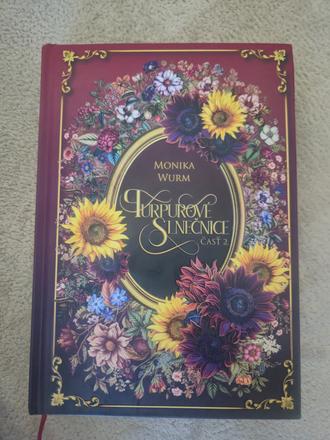 MONIKA
WURM
PURPUROVÉ
SLNEČNICE
ČASŤ 2.